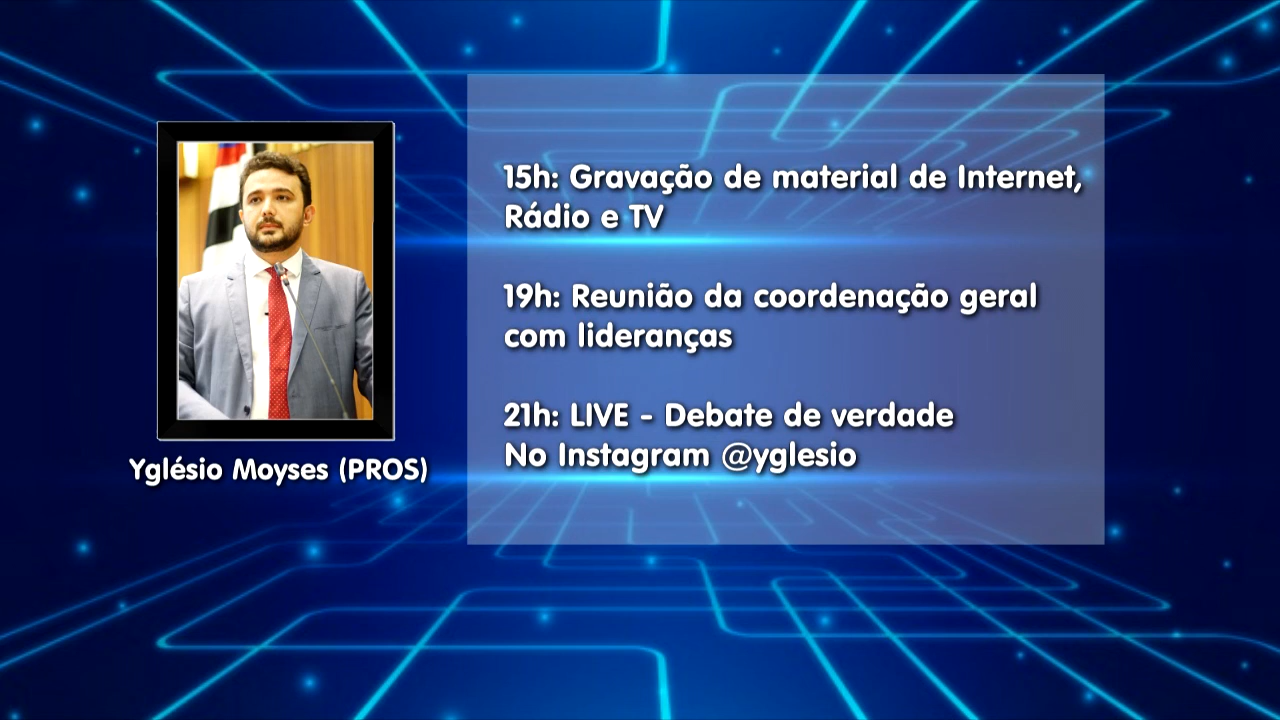 15h: Gravação de material de Internet,
Rádio e TV
19h: Reunião da coordenação geral
com lideranças
21h: LIVE - Debate de verdade
No Instagram @yglesio
Yglésio Moyses (PROS)